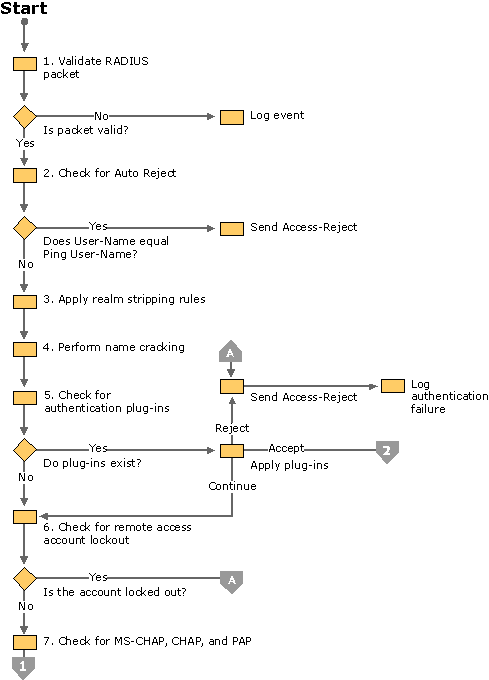 Start
1. Validate RADIUS
packet
No
Log event
Is packet valid?
Yes
2. Check for Auto Reject
Yes
Send Access-Reject
Does User-Name equal
Ping User-Name?
No
3. Apply realm stripping rules
4. Perform name cracking
A
5. Check for
authentication plug-ins
Send Access-Reject
Log
authentication
failure
Reject
Yes
Accept
2
Do plug-ins exist?
Apply plug-ins
No
Continue
6. Check for remote access
account lockout
Yes
A
Is the account locked out?
No
7. Check for MS-CHAP, CHAP, and PAP
1